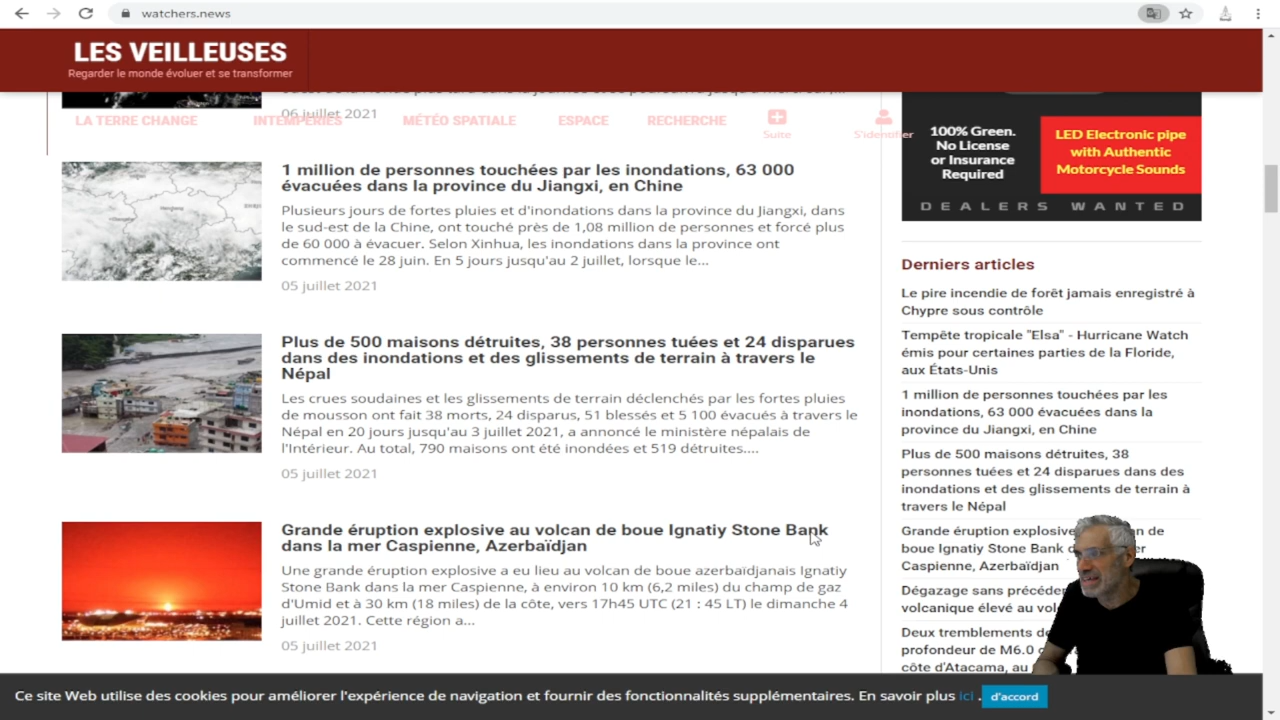 watchers.news
LES VEILLEUSES
Regarder le monde évoluer et se transformer
06 juillet 2021
LA TERRE CHANGE
INTEMPÉRIES
MÉTÉO SPATIALE
ESPACE
RECHERCHE
Suite
S'identifier
1 million de personnes touchées par les inondations, 63 000
évacuées dans la province du Jiangxi, en Chine
Plusieurs jours de fortes pluies et d'inondations dans la province du Jiangxi, dans
le sud-est de la Chine, ont touché près de 1,08 million de personnes et forcé plus
de 60 000 à évacuer. Selon Xinhua, les inondations dans la province ont
commencé le 28 juin. En 5 jours jusqu'au 2 juillet, lorsque le...
05 juillet 2021
Plus de 500 maisons détruites, 38 personnes tuées et 24 disparues
dans des inondations et des glissements de terrain à travers le
Népal
Les crues soudaines et les glissements de terrain déclenchés par les fortes pluies
de mousson ont fait 38 morts, 24 disparus, 51 blessés et 5 100 évacués à travers le
Népal en 20 jours jusqu'au 3 juillet 2021, a annoncé le ministère népalais de
l'Intérieur. Au total, 790 maisons ont été inondées et 519 détruites....
05 juillet 2021
Grande éruption explosive au volcan de boue Ignatiy Stone Bank
dans la mer Caspienne, Azerbaïdjan
Une grande éruption explosive a eu lieu au volcan de boue azerbaïdjanais Ignatiy
Stone Bank dans la mer Caspienne, à environ 10 km (6,2 miles) du champ de gaz
d'Umid et à 30 km (18 miles) de la côte, vers 17h45 UTC (21 : 45 LT) le dimanche 4
juillet 2021. Cette région a...
05 juillet 2021
100% Green.
No License
or Insurance
Required
LED Electronic pipe
with Authentic
Motorcycle Sounds
DEALERS WANTED
Derniers articles
Le pire incendie de forêt jamais enregistré à
Chypre sous contrôle
Tempête tropicale "Elsa" - Hurricane Watch
émis pour certaines parties de la Floride,
aux États-Unis
1 million de personnes touchées par les
inondations, 63 000 évacuées dans la
province du Jiangxi, en Chine
Plus de 500 maisons détruites, 38
personnes tuées et 24 disparues dans des
inondations et des glissements de terrain à
travers le Népal
Grande éruption explosive de
boue Ignatiy Stone Bank
Caspienne, Azerbaïdjan
Dégazage sans
volcanique élevé au
Deux tremblements
profondeur de M6.0
côte d'Atacama, au
Ce site Web utilise des cookies pour améliorer l'expérience de navigation et fournir des fonctionnalités supplémentaires. En savoir plus ici . d'accord